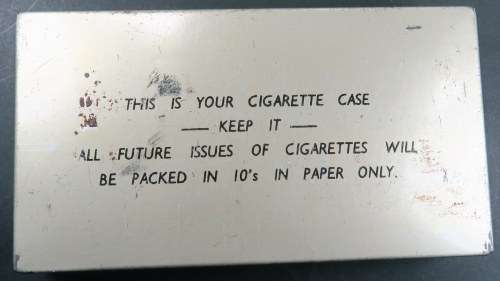 THIS IS YOUR CIGARETTE CASE
— KEEP IT —
ALL FUTURE ISSUES OF CIGARETTES WILL
BE PACKED IN 10's IN PAPER ONLY.